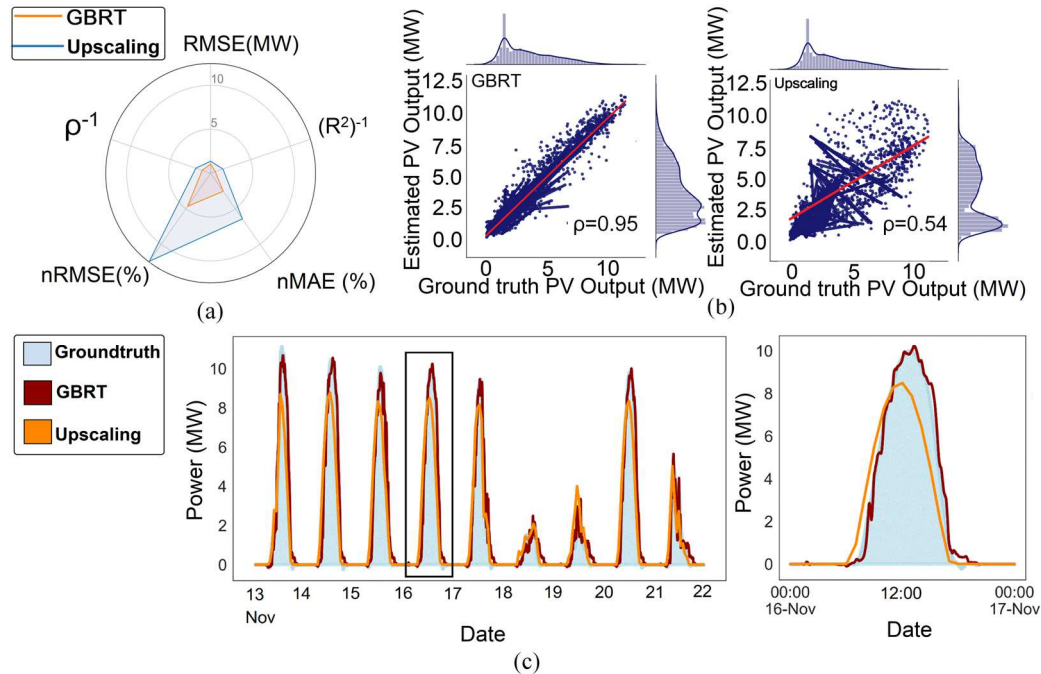 GBRT
Upscaling
RMSE(MW)
10
5
ρ-1
(R²)-1
nRMSE(%)
nMAE (%)
(a)
Estimated PV Output (MW)
12.5
10.0
7.5
5.0
2.5
0.0
GBRT
ρ=0.95
0 5 10
Ground truth PV Output (MW)
Estimated PV Output (MW)
12.5
10.0
7.5
5.0
2.5
0.0
Upscaling
ρ=0.54
0 5 10
Ground truth PV Output (MW)
(b)
Groundtruth
GBRT
Upscaling
Power (MW)
10
8
6
4
2
0
13 14 15 16 17 18 19 20 21 22
Nov
Date
Power (MW)
10
8
6
4
2
0
00:00 12:00 00:00
16-Nov 17-Nov
Date
(c)